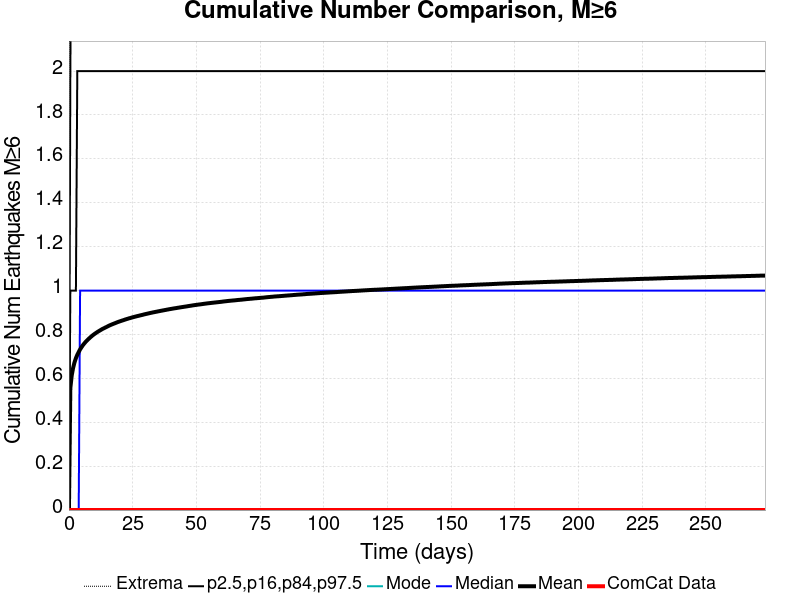 Cumulative Number Comparison, M≥6
Cumulative Num Earthquakes M≥6
2
1.8
1.6
1.4
1.2
1
0.8
0.6
0.4
0.2
0
0 25 50 75 100 125 150 175 200 225 250
Time (days)
Extrema p2.5,p16,p84,p97.5 Mode Median Mean ComCat Data